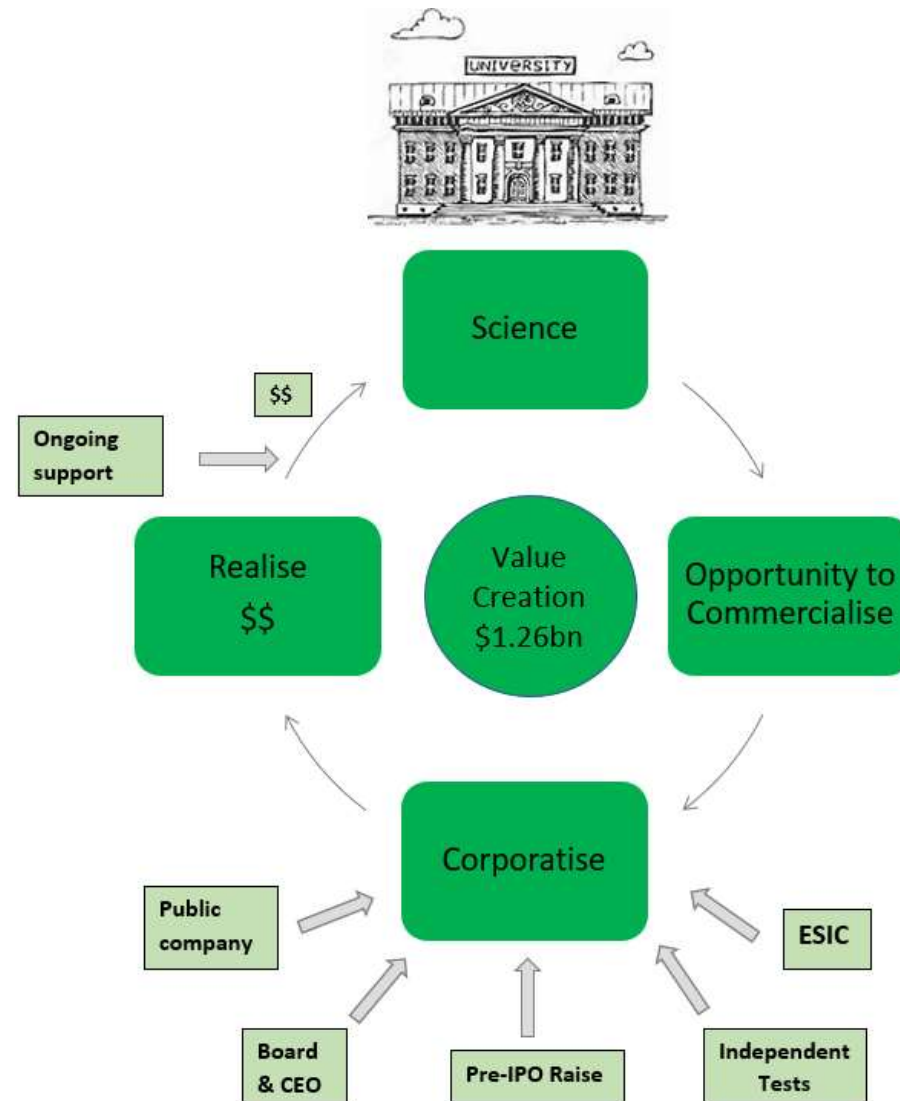 UNIVERSITY
Science
$$
Ongoing
support
Realise
$$
Value
Creation
$1.26bn
Opportunity to
Commercialise
Corporatise
Public
company
ESIC
Board
& CEO
Pre-IPO Raise
Independent
Tests